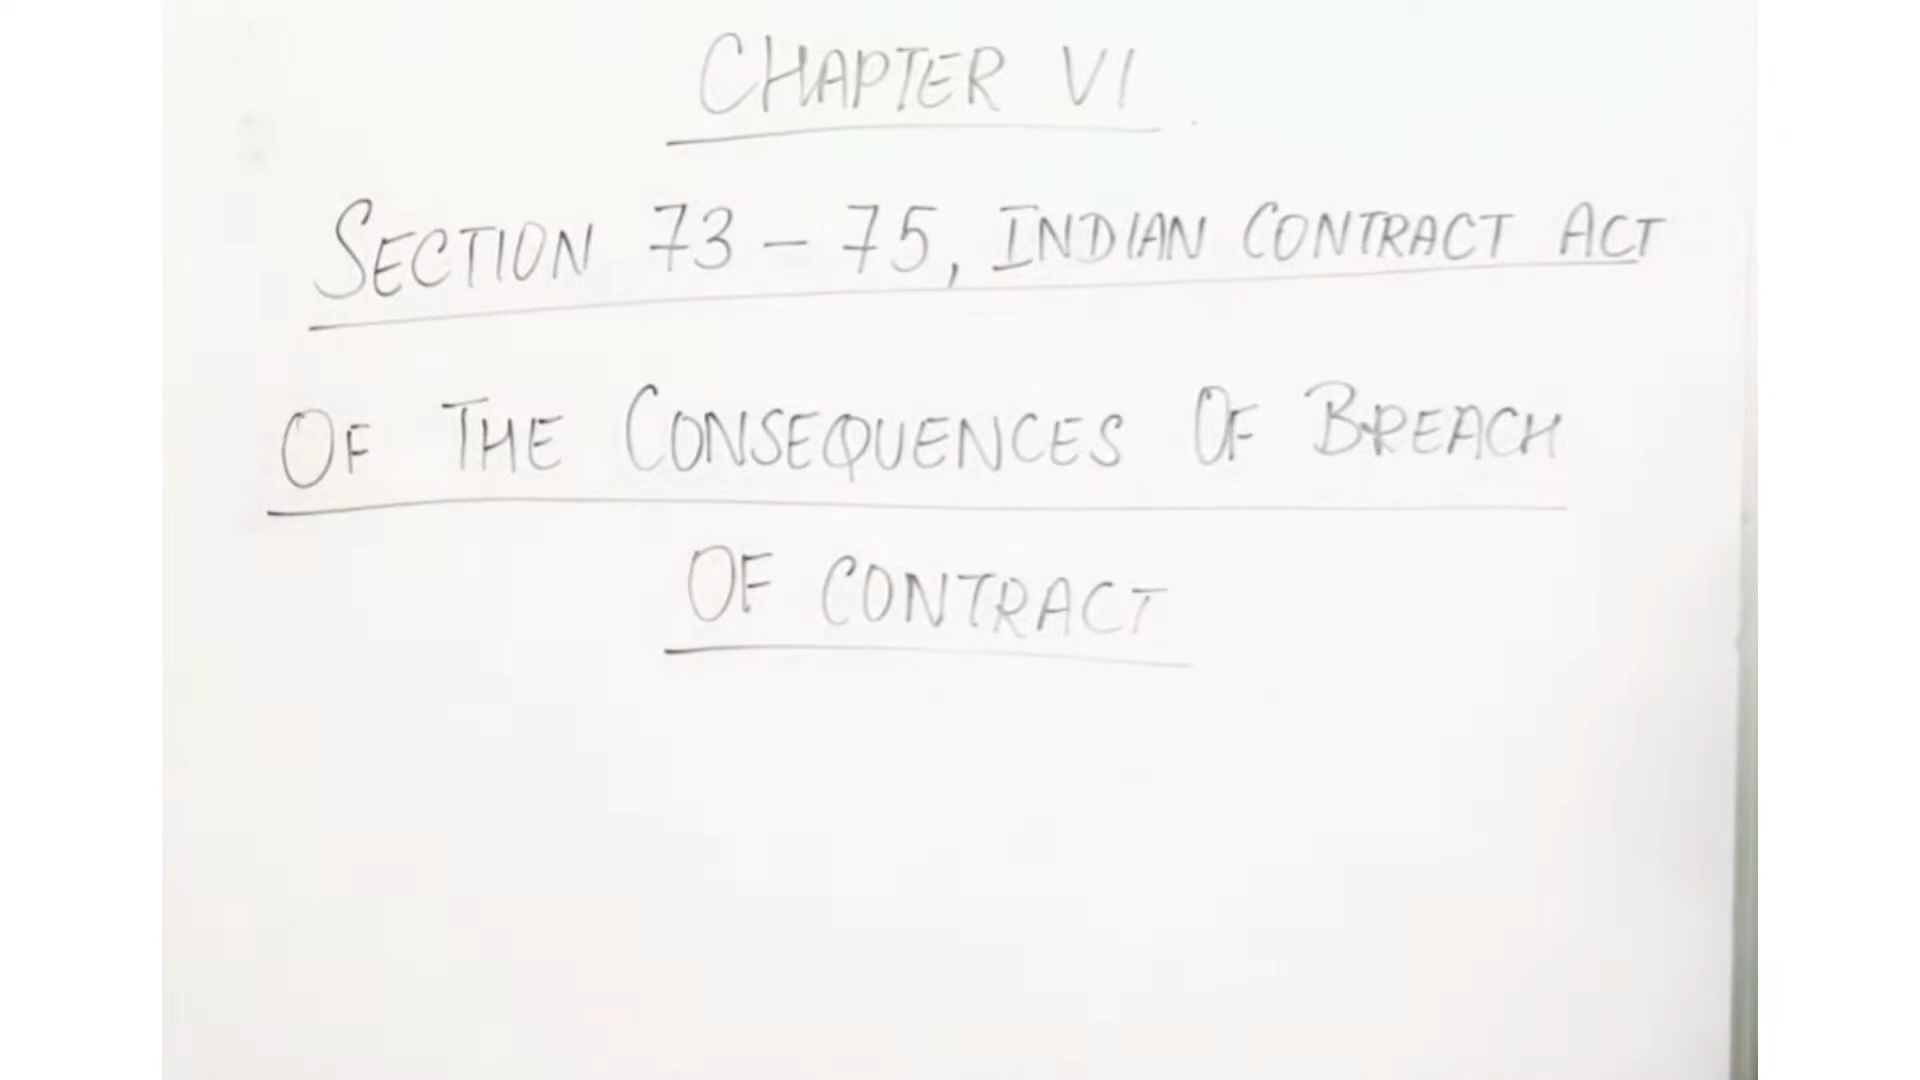 CHAPTER VI
SECTION 73 - 75, INDIAN CONTRACT ACT
OF THE CONSEQUENCES OF BREACH
OF CONTRACT